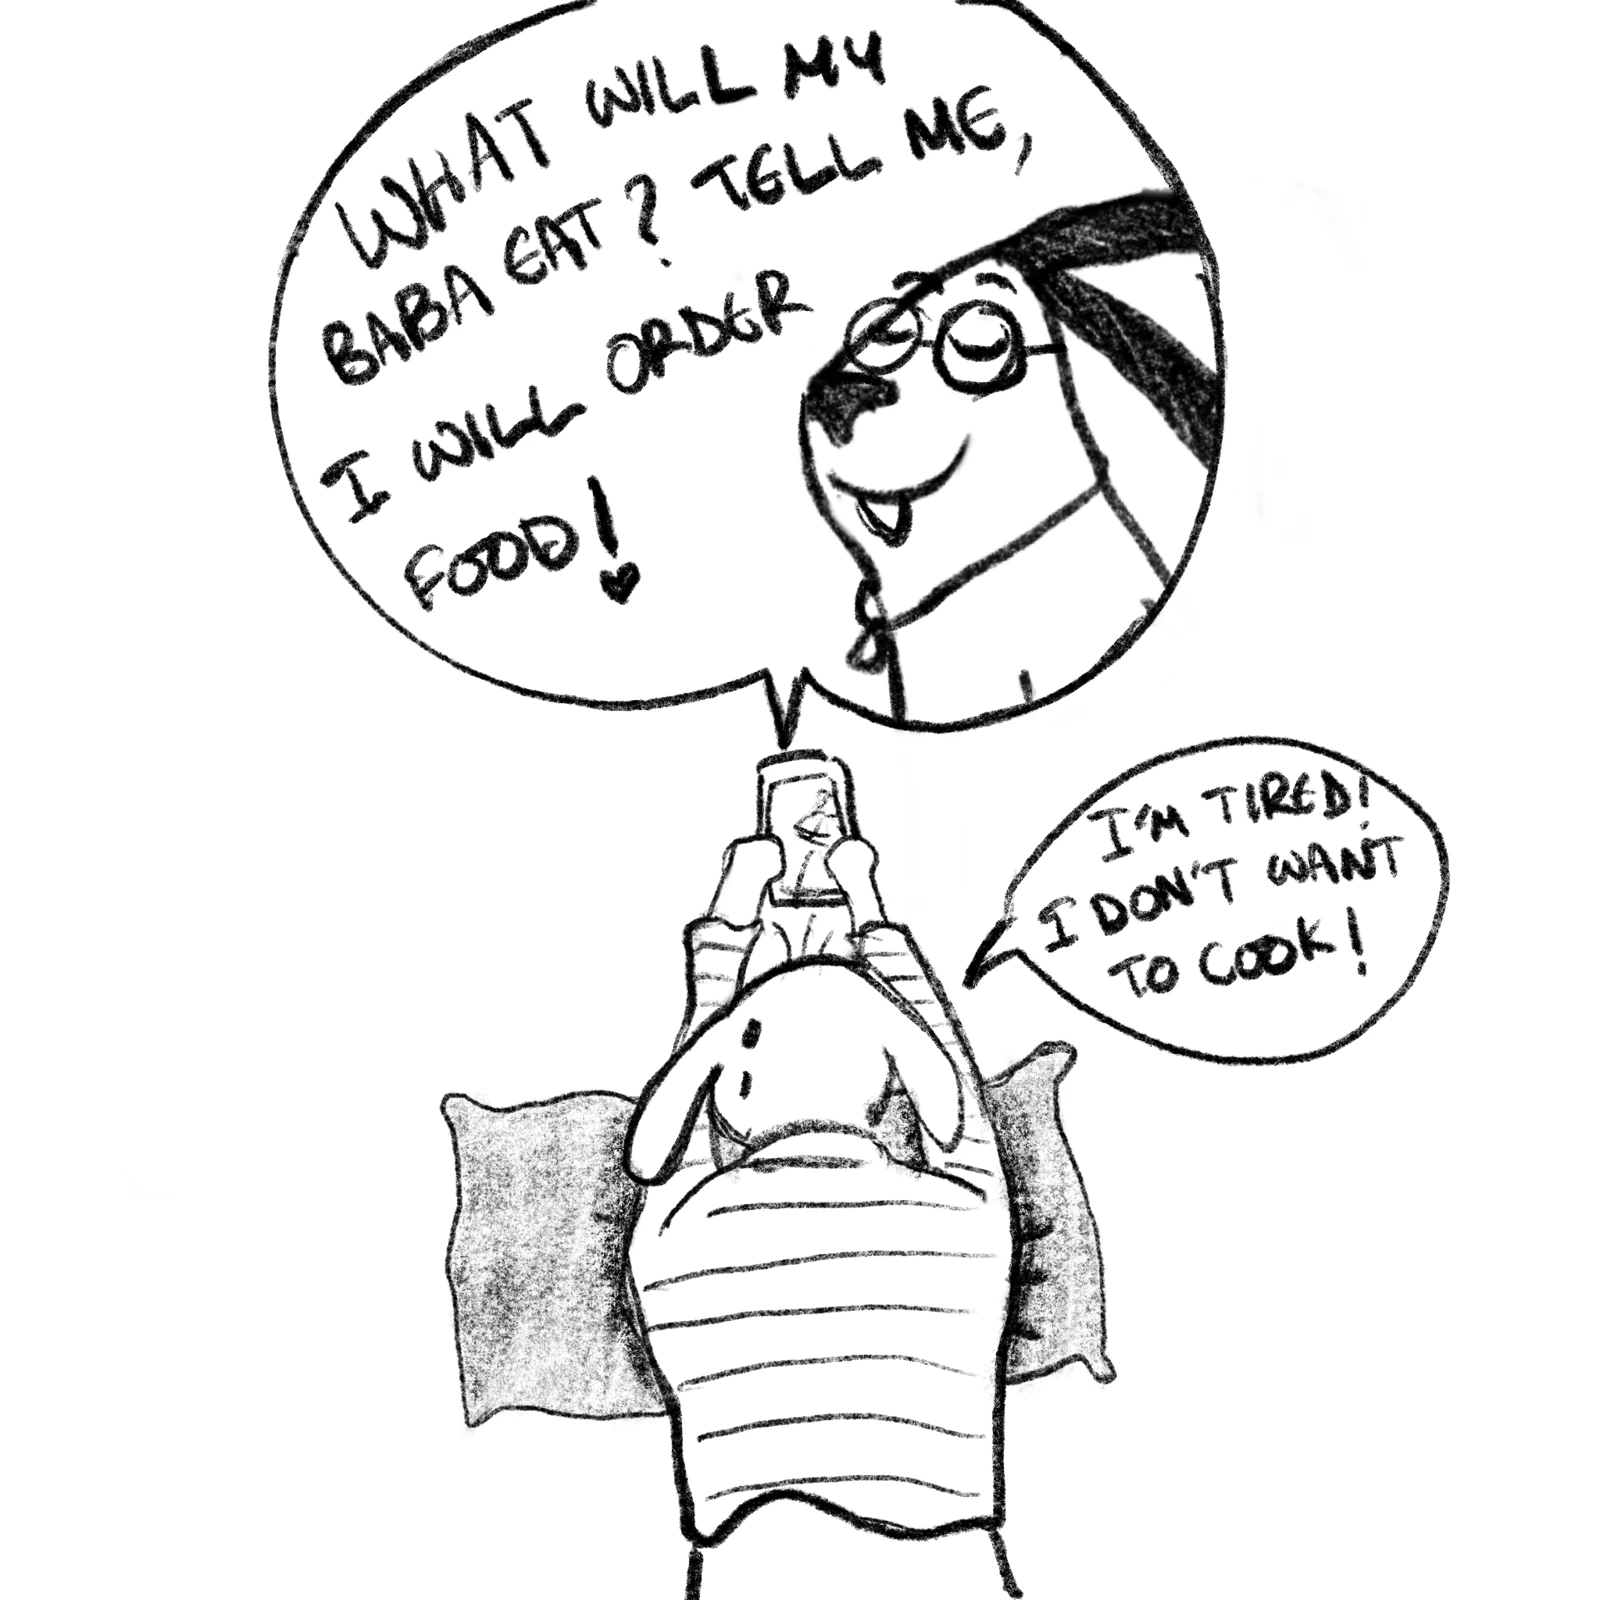 WHAT WILL MY
BABA EAT? TELL ME,
I WILL ORDER
FOOD!
I'M TIRED!
I DON'T WANT
TO COOK!